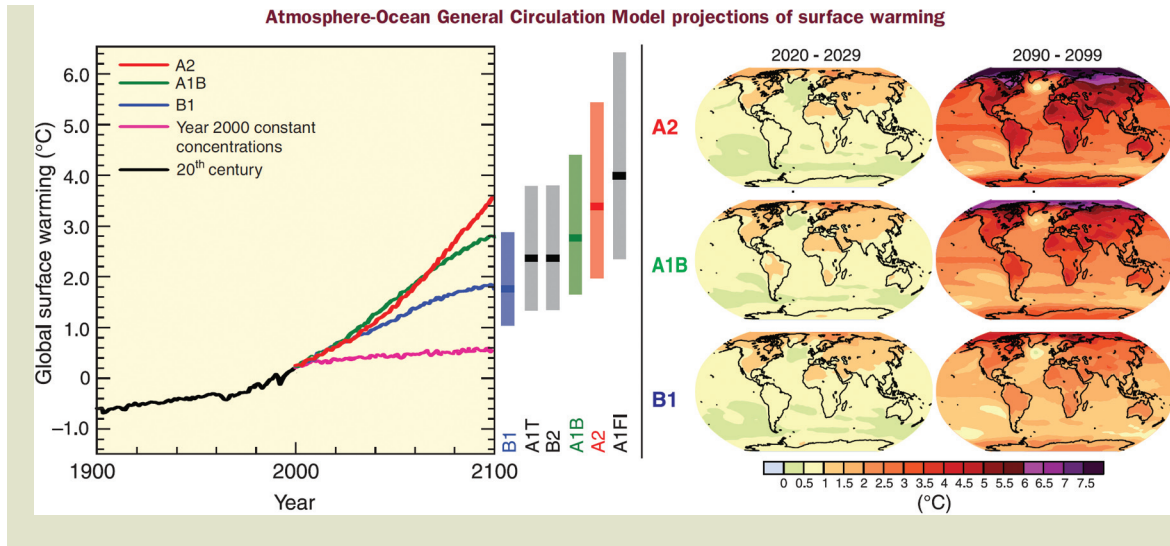 Atmosphere-Ocean General Circulation Model projections of surface warming
A2
A1B
B1
Year 2000 constant
concentrations
20th century
Global surface warming (°C)
6.0
5.0
4.0
3.0
2.0
1.0
0
–1.0
1900
2000
2100
Year
B1
A1T
B2
A1B
A2
A1FI
2020 - 2029
2090 - 2099
A2
A1B
B1
0 0.5 1 1.5 2 2.5 3 3.5 4 4.5 5 5.5 6 6.5 7 7.5
(°C)